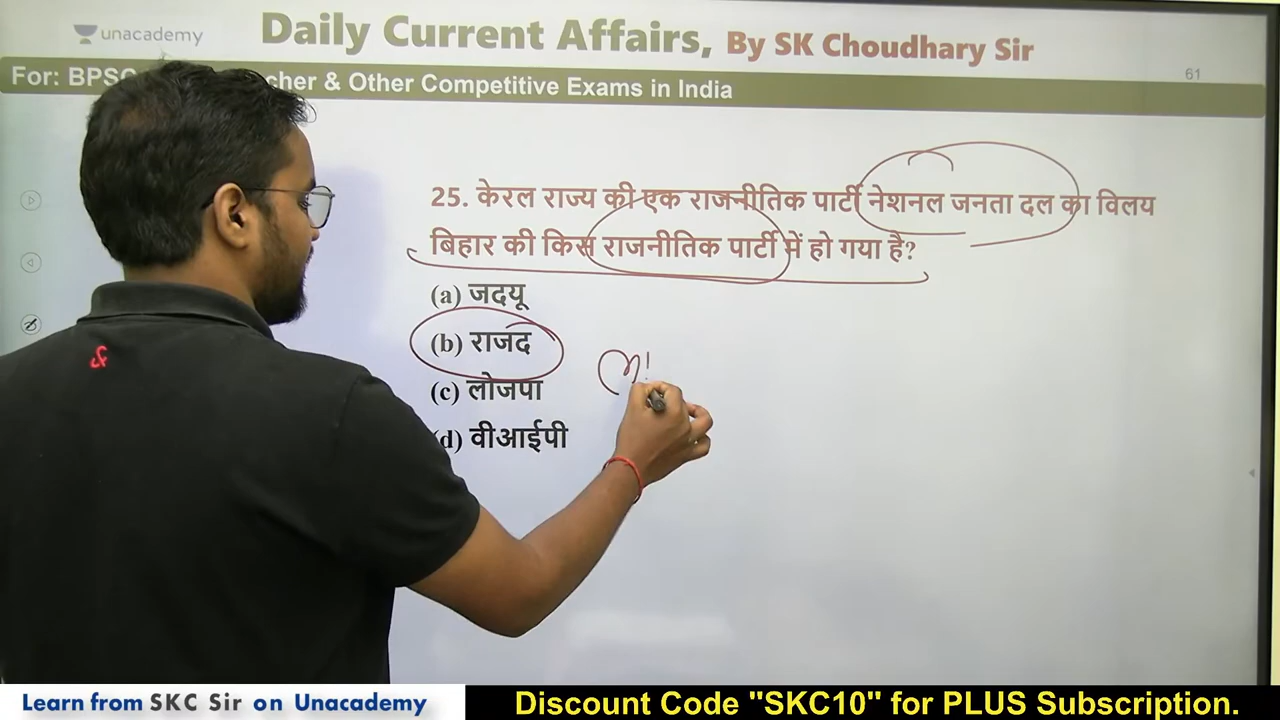 unacademy
Daily Current Affairs, By SK Choudhary Sir
For: BPSC cher & Other Competitive Exams in India
61
25. केरल राज्य की एक राजनीतिक पार्टी नेशनल जनता दल का विलय
बिहार की किस राजनीतिक पार्टी में हो गया है?
(a) जदयू
(b) राजद
(c) लोजपा
(d) वीआईपी
Learn from SKC Sir on Unacademy
Discount Code "SKC10" for PLUS Subscription.